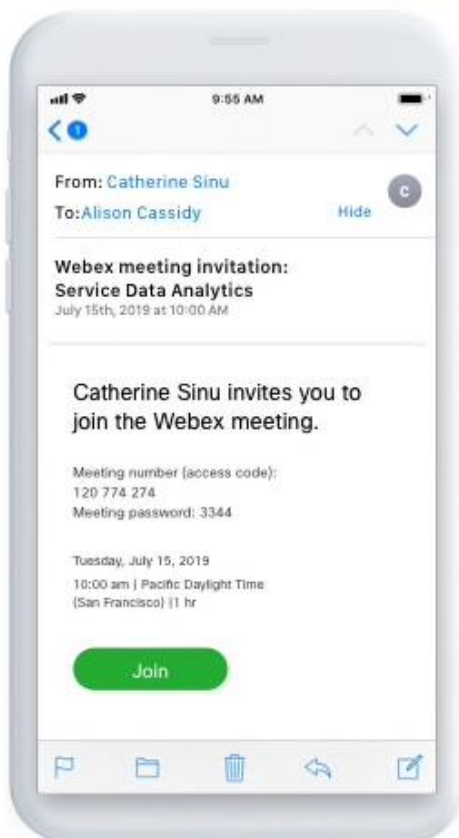 9:55 AM
1
From: Catherine Sinu
C
To:Alison Cassidy
Hide
Webex meeting invitation:
Service Data Analytics
July 15th, 2019 at 10:00 AM
Catherine Sinu invites you to
join the Webex meeting.
Meeting number (access code):
120 774 274
Meeting password: 3344
Tuesday, July 15, 2019
10:00 am | Pacific Daylight Time
(San Francisco) |1 hr
Join